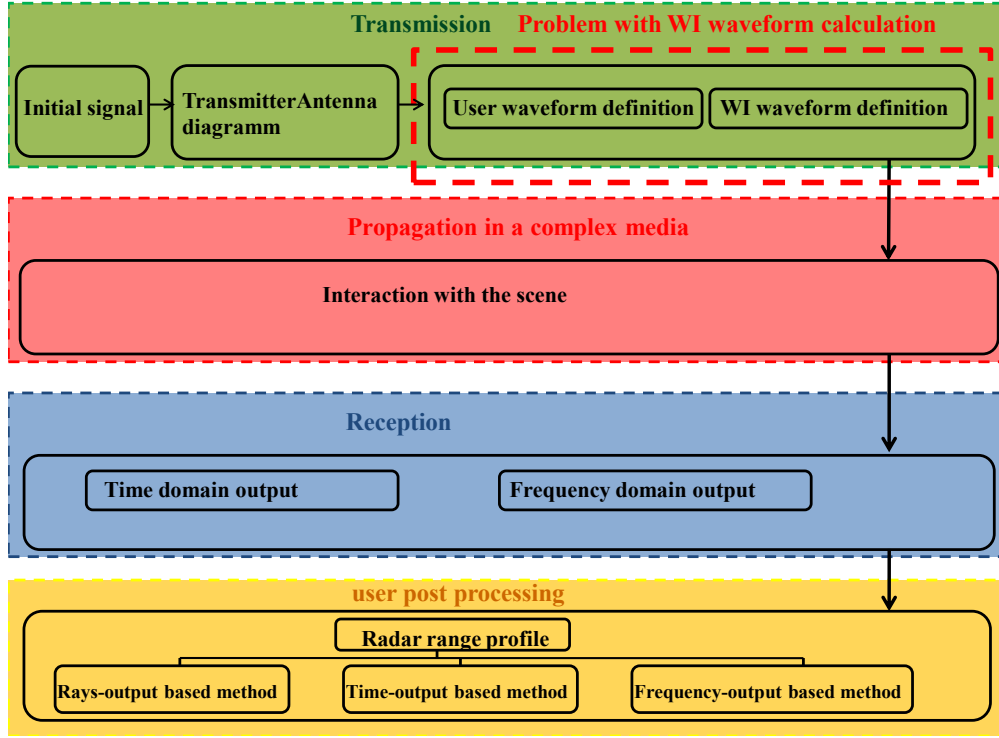 Transmission Problem with WI waveform calculation
Initial signal
TransmitterAntenna
diagramm
User waveform definition
WI waveform definition
Propagation in a complex media
Interaction with the scene
Reception
Time domain output
Frequency domain output
user post processing
Radar range profile
Rays-output based method
Time-output based method
Frequency-output based method